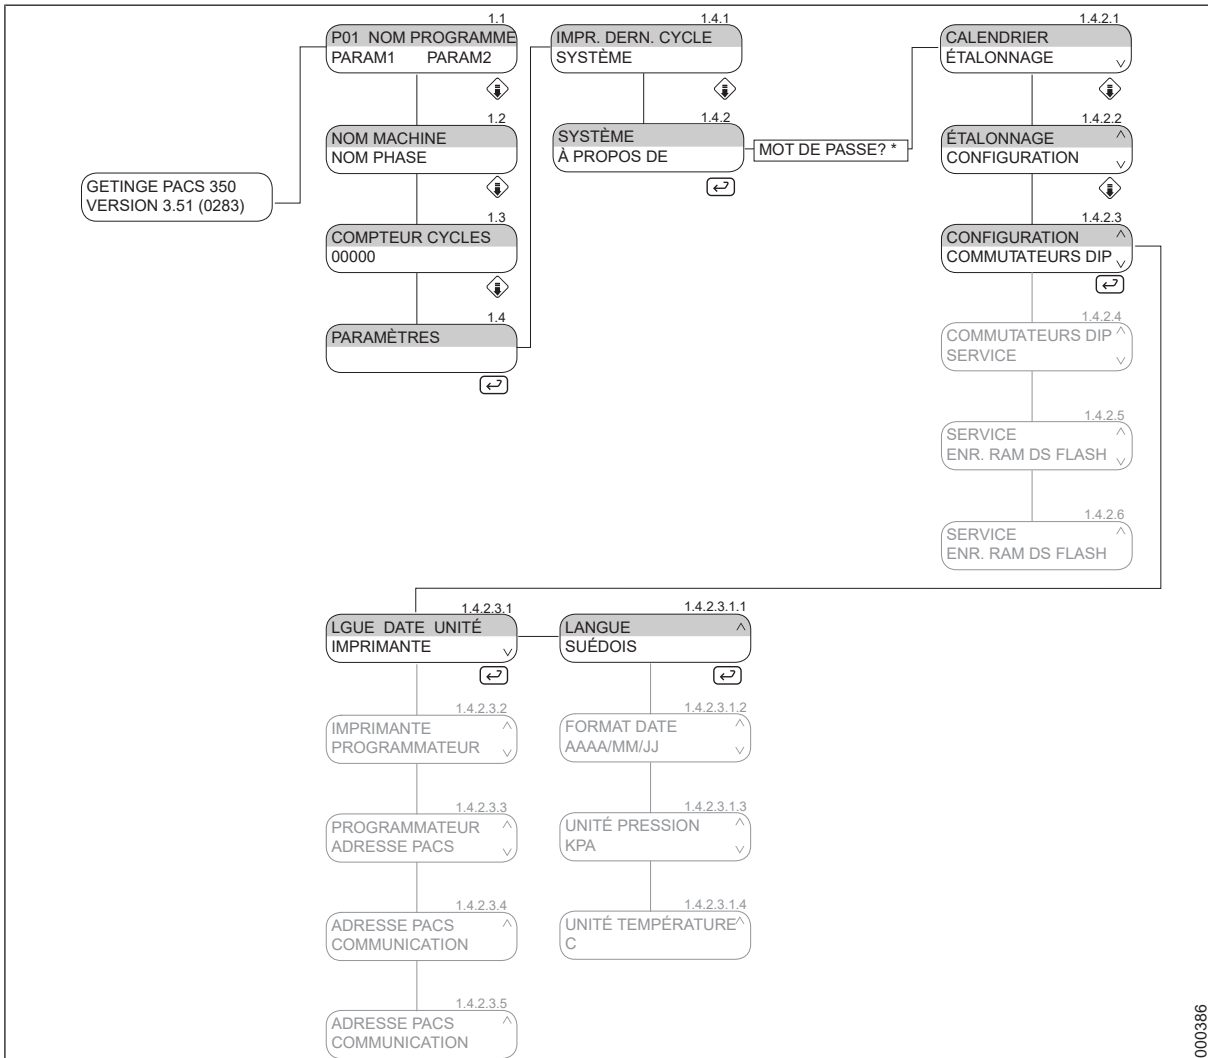 GETINGE PACS 350
VERSION 3.51 (0283)
1.1
P01 NOM PROGRAMME
PARAM1 PARAM2
1.2
NOM MACHINE
NOM PHASE
1.3
COMPTEUR CYCLES
00000
1.4
PARAMÈTRES
1.4.1
IMPR. DERN. CYCLE
SYSTÈME
1.4.2
SYSTÈME
À PROPOS DE
MOT DE PASSE? *
1.4.2.1
CALENDRIER
ÉTALONNAGE
1.4.2.2
ÉTALONNAGE
CONFIGURATION
1.4.2.3
CONFIGURATION
COMMUTATEURS DIP
1.4.2.4
COMMUTATEURS DIP
SERVICE
1.4.2.5
SERVICE
ENR. RAM DS FLASH
1.4.2.6
SERVICE
ENR. RAM DS FLASH
1.4.2.3.1
LGUE DATE UNITÉ
IMPRIMANTE
1.4.2.3.2
IMPRIMANTE
PROGRAMMATEUR
1.4.2.3.3
PROGRAMMATEUR
ADRESSE PACS
1.4.2.3.4
ADRESSE PACS
COMMUNICATION
1.4.2.3.5
ADRESSE PACS
COMMUNICATION
1.4.2.3.1.1
LANGUE
SUÉDOIS
1.4.2.3.1.2
FORMAT DATE
AAAA/MM/JJ
1.4.2.3.1.3
UNITÉ PRESSION
KPA
1.4.2.3.1.4
UNITÉ TEMPÉRATURE
C
000386